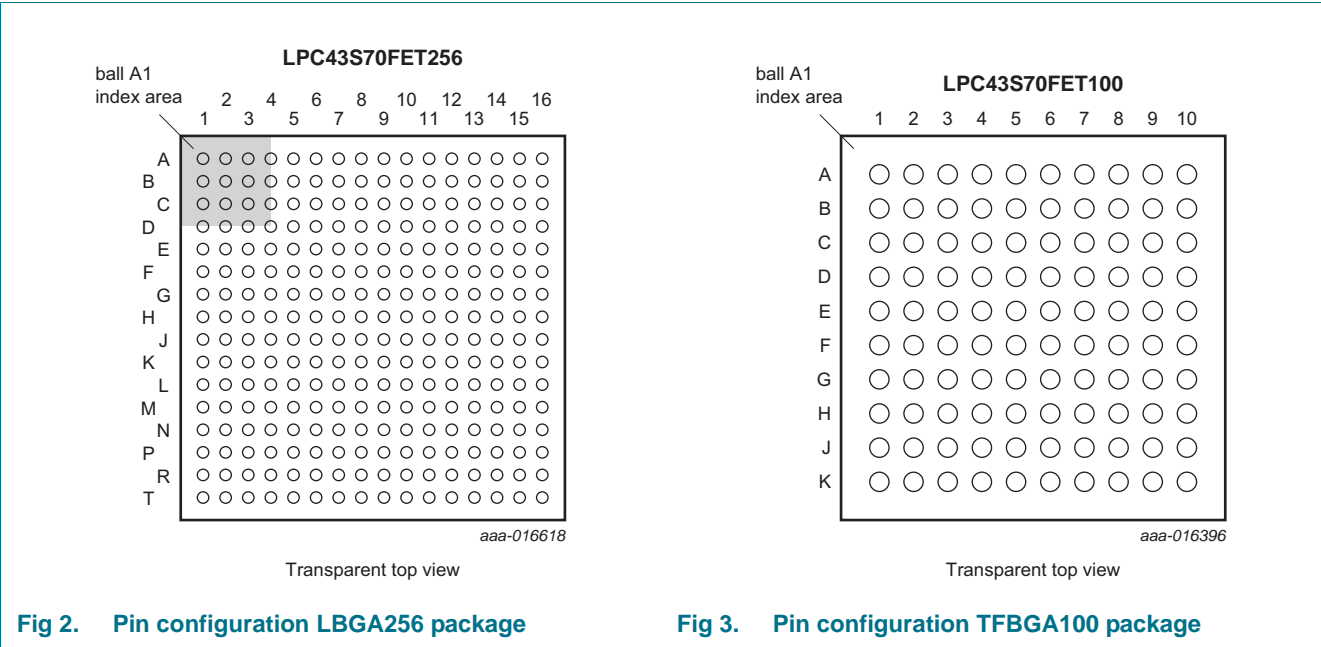 LPC43S70FET256
ball A1
index area
2 4 6 8 10 12 14 16
1 3 5 7 9 11 13 15
A
B
C
D
E
F
G
H
J
K
L
M
N
P
R
T
aaa-016618
Transparent top view
Fig 2. Pin configuration LBGA256 package
LPC43S70FET100
ball A1
index area
1 2 3 4 5 6 7 8 9 10
A
B
C
D
E
F
G
H
J
K
aaa-016396
Transparent top view
Fig 3. Pin configuration TFBGA100 package